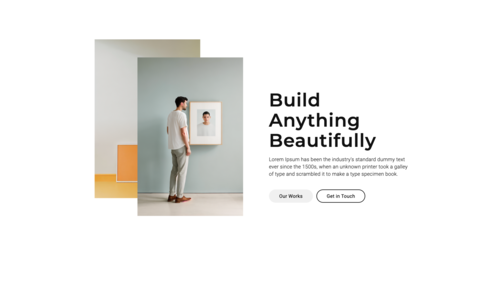 Build
Anything
Beautifully
Lorem Ipsum has been the industry's standard dummy text
ever since the 1500s, when an unknown printer took a galley
of type and scrambled it to make a type specimen book.
Our Works
Get in Touch